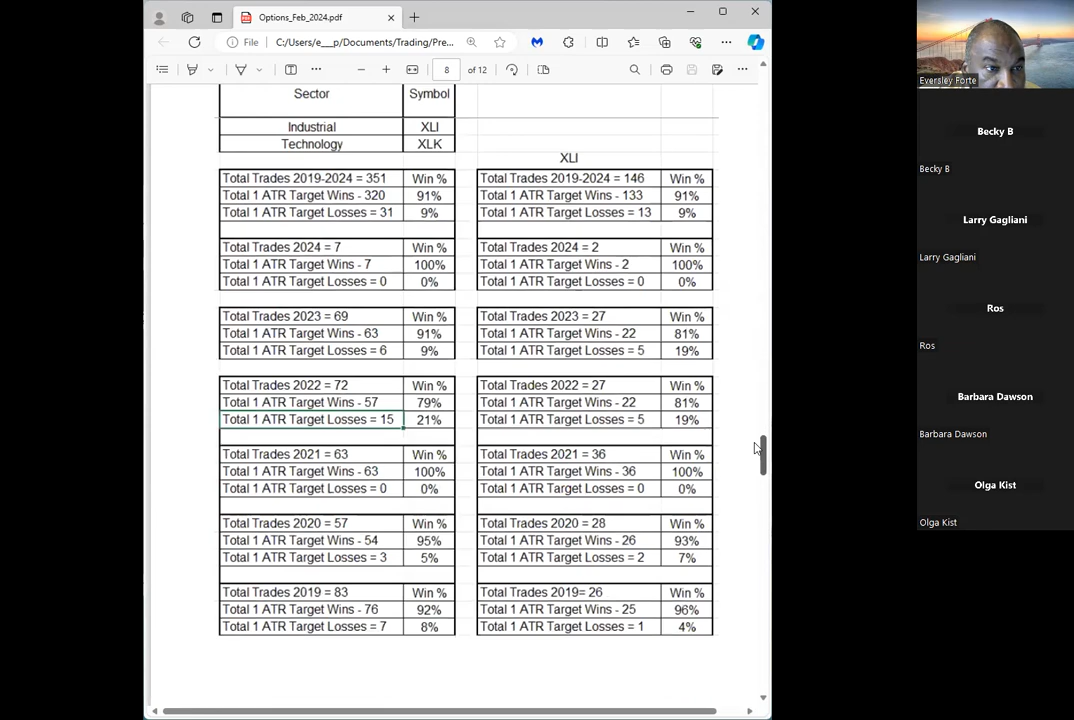 Options_Feb_2024.pdf
File
C:/Users/e___p/Documents/Trading/Pre...
8 of 12
Sector Symbol
Industrial XLI
Technology XLK
XLI
Total Trades 2019-2024 = 351 Win %
Total 1 ATR Target Wins - 320 91%
Total 1 ATR Target Losses = 31 9%
Total Trades 2024 = 7 Win %
Total 1 ATR Target Wins - 7 100%
Total 1 ATR Target Losses = 0 0%
Total Trades 2023 = 69 Win %
Total 1 ATR Target Wins - 63 91%
Total 1 ATR Target Losses = 6 9%
Total Trades 2022 = 72 Win %
Total 1 ATR Target Wins - 57 79%
Total 1 ATR Target Losses = 15 21%
Total Trades 2021 = 63 Win %
Total 1 ATR Target Wins - 63 100%
Total 1 ATR Target Losses = 0 0%
Total Trades 2020 = 57 Win %
Total 1 ATR Target Wins - 54 95%
Total 1 ATR Target Losses = 3 5%
Total Trades 2019 = 83 Win %
Total 1 ATR Target Wins - 76 92%
Total 1 ATR Target Losses = 7 8%
Total Trades 2019-2024 = 146 Win %
Total 1 ATR Target Wins - 133 91%
Total 1 ATR Target Losses = 13 9%
Total Trades 2024 = 2 Win %
Total 1 ATR Target Wins - 2 100%
Total 1 ATR Target Losses = 0 0%
Total Trades 2023 = 27 Win %
Total 1 ATR Target Wins - 22 81%
Total 1 ATR Target Losses = 5 19%
Total Trades 2022 = 27 Win %
Total 1 ATR Target Wins - 22 81%
Total 1 ATR Target Losses = 5 19%
Total Trades 2021 = 36 Win %
Total 1 ATR Target Wins - 36 100%
Total 1 ATR Target Losses = 0 0%
Total Trades 2020 = 28 Win %
Total 1 ATR Target Wins - 26 93%
Total 1 ATR Target Losses = 2 7%
Total Trades 2019= 26 Win %
Total 1 ATR Target Wins - 25 96%
Total 1 ATR Target Losses = 1 4%
Eversley Forte
Becky B
Becky B
Larry Gagliani
Larry Gagliani
Ros
Ros
Barbara Dawson
Barbara Dawson
Olga Kist
Olga Kist